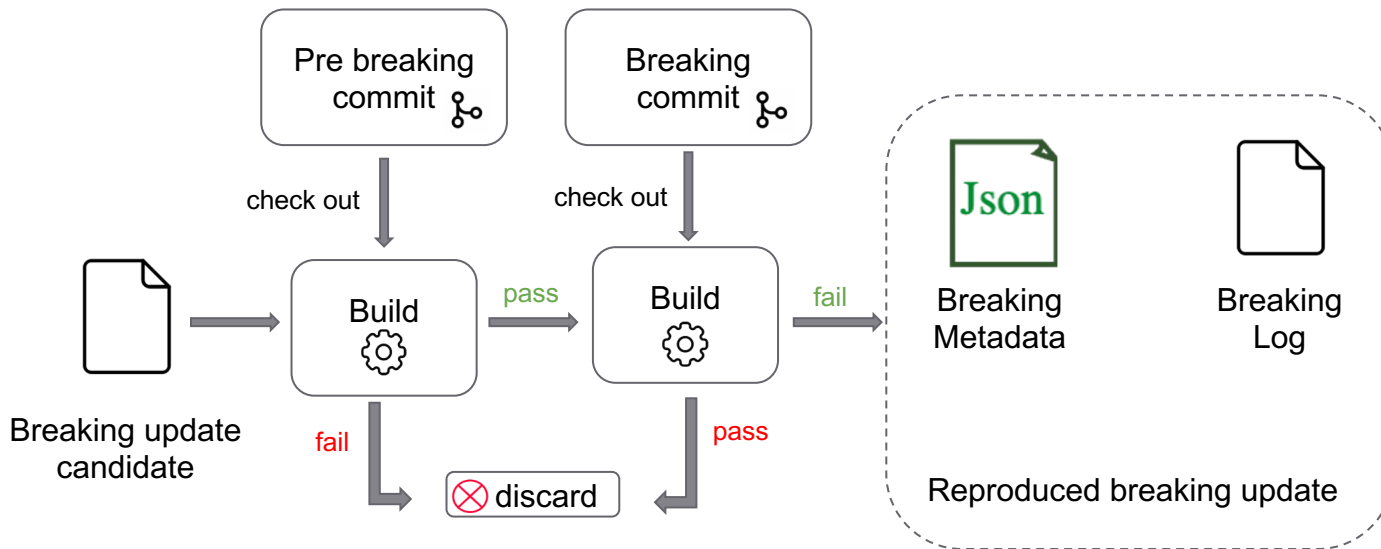 Pre breaking
commit
Breaking
commit
check out
check out
Json
Build
pass
Build
fail
Breaking
Metadata
Breaking
Log
Breaking update
candidate
fail
pass
discard
Reproduced breaking update